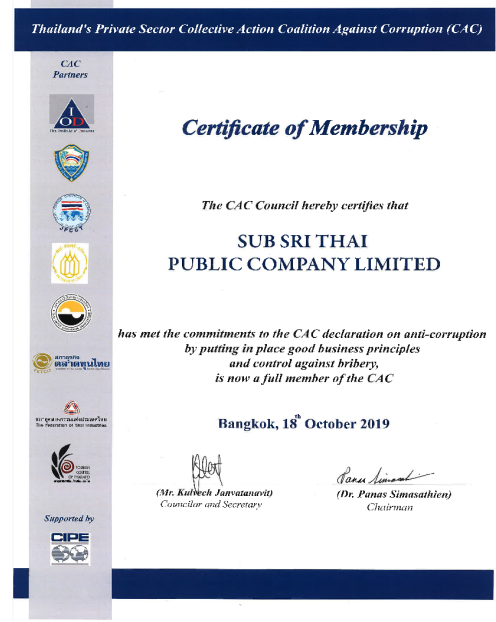 Thailand's Private Sector Collective Action Coalition Against Corruption (CAC)
CAC
Partners
IOD
JFCCT
สภาธุรกิจ
ตลาดทุนไทย
สภาอุตสาหกรรมแห่งประเทศไทย
The Federation of Thai Industries
TOURISM
COUNCIL
OF THAILAND
Supported by
CIPE
Certificate of Membership
The CAC Council hereby certifies that
SUB SRI THAI
PUBLIC COMPANY LIMITED
has met the commitments to the CAC declaration on anti-corruption
by putting in place good business principles
and control against bribery,
is now a full member of the CAC
Bangkok, 18th October 2019
(Mr. Kulvech Janvatanavit)
Councilor and Secretary
(Dr. Panas Simasathien)
Chairman